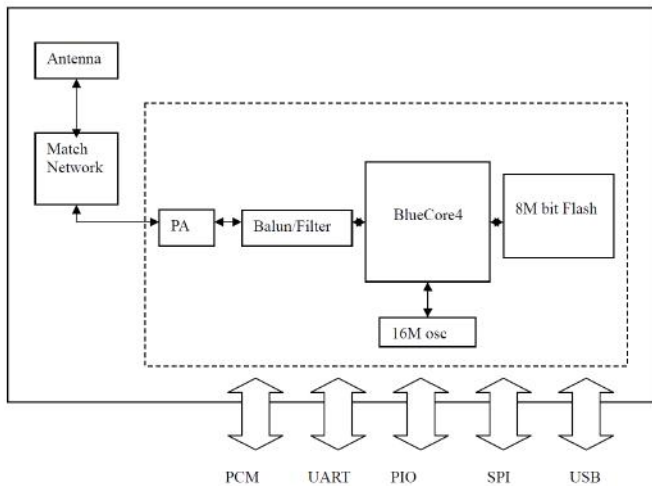 Antenna
Match
Network
PA
Balun/Filter
BlueCore4
8M bit Flash
16M osc
PCM
UART
PIO
SPI
USB